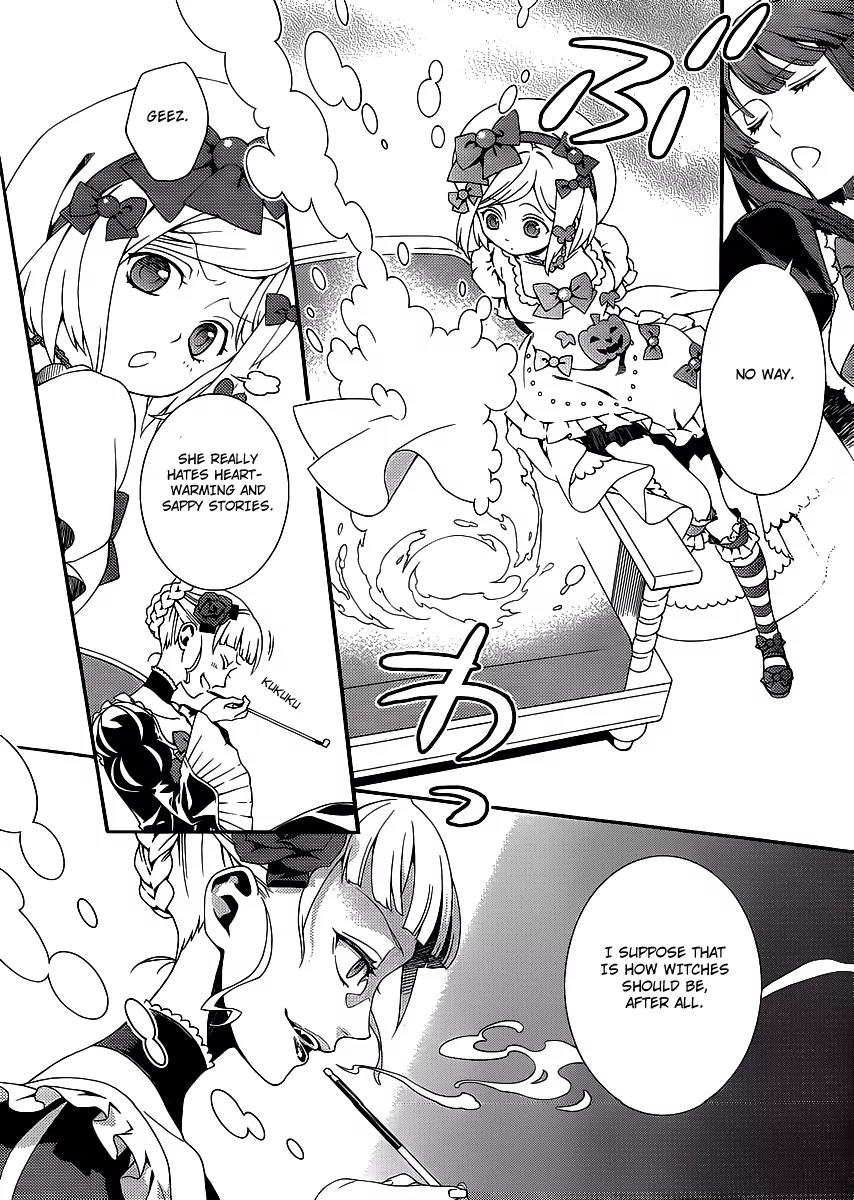 NO WAY.
ぶ
わっ
GEEZ.
SHE REALLY
HATES HEART-
WARMING AND
SAPPY STORIES.
KUKUKU
I SUPPOSE THAT
IS HOW WITCHES
SHOULD BE,
AFTER ALL.